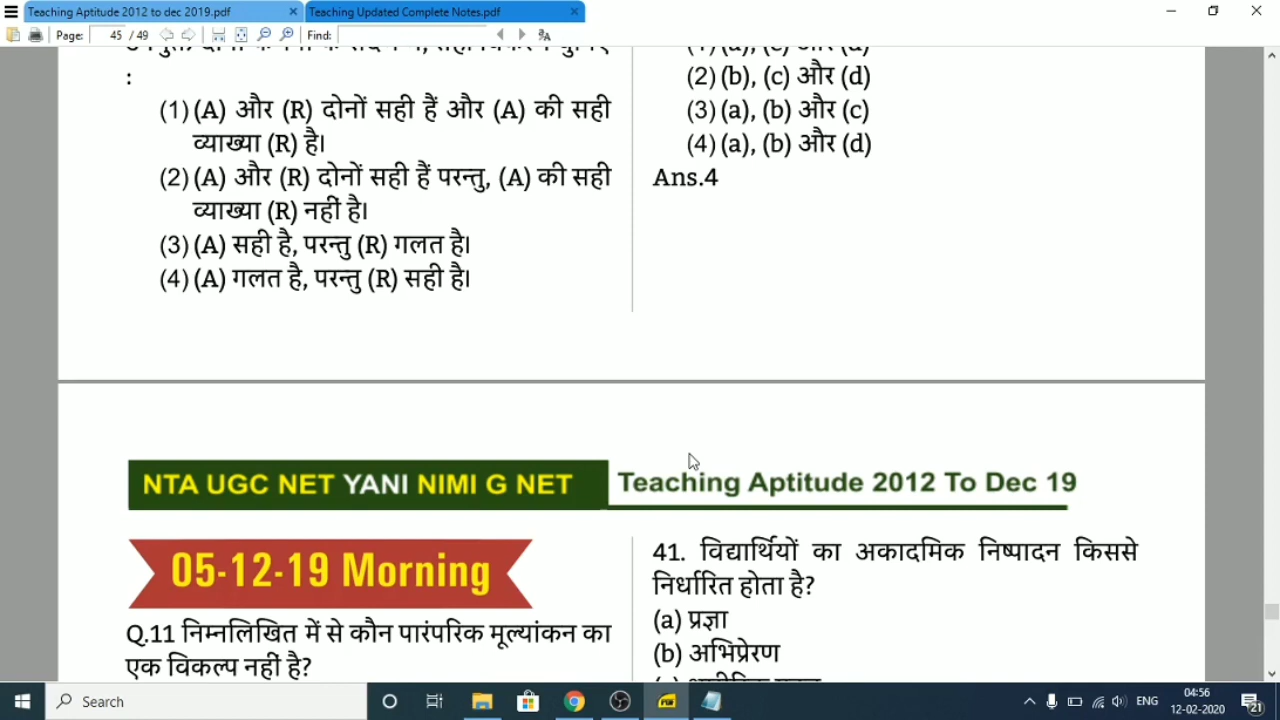 Teaching Aptitude 2012 to dec 2019.pdf
Teaching Updated Complete Notes.pdf
Page: 45 / 49 Find:
:
(1) (A) और (R) दोनों सही हैं और (A) की सही
व्याख्या (R) है।
(2) (A) और (R) दोनों सही हैं परन्तु, (A) की सही
व्याख्या (R) नहीं है।
(3) (A) सही है, परन्तु (R) गलत है।
(4) (A) गलत है, परन्तु (R) सही है।
(2) (b), (c) और (d)
(3) (a), (b) और (c)
(4) (a), (b) और (d)
Ans.4
NTA UGC NET YANI NIMI G NET
Teaching Aptitude 2012 To Dec 19
05-12-19 Morning
Q.11 निम्नलिखित में से कौन पारंपरिक मूल्यांकन का
एक विकल्प नहीं है?
41. विद्यार्थियों का अकादमिक निष्पादन किससे
निर्धारित होता है?
(a) प्रज्ञा
(b) अभिप्रेरण
Search
ENG
04:56
12-02-2020
21